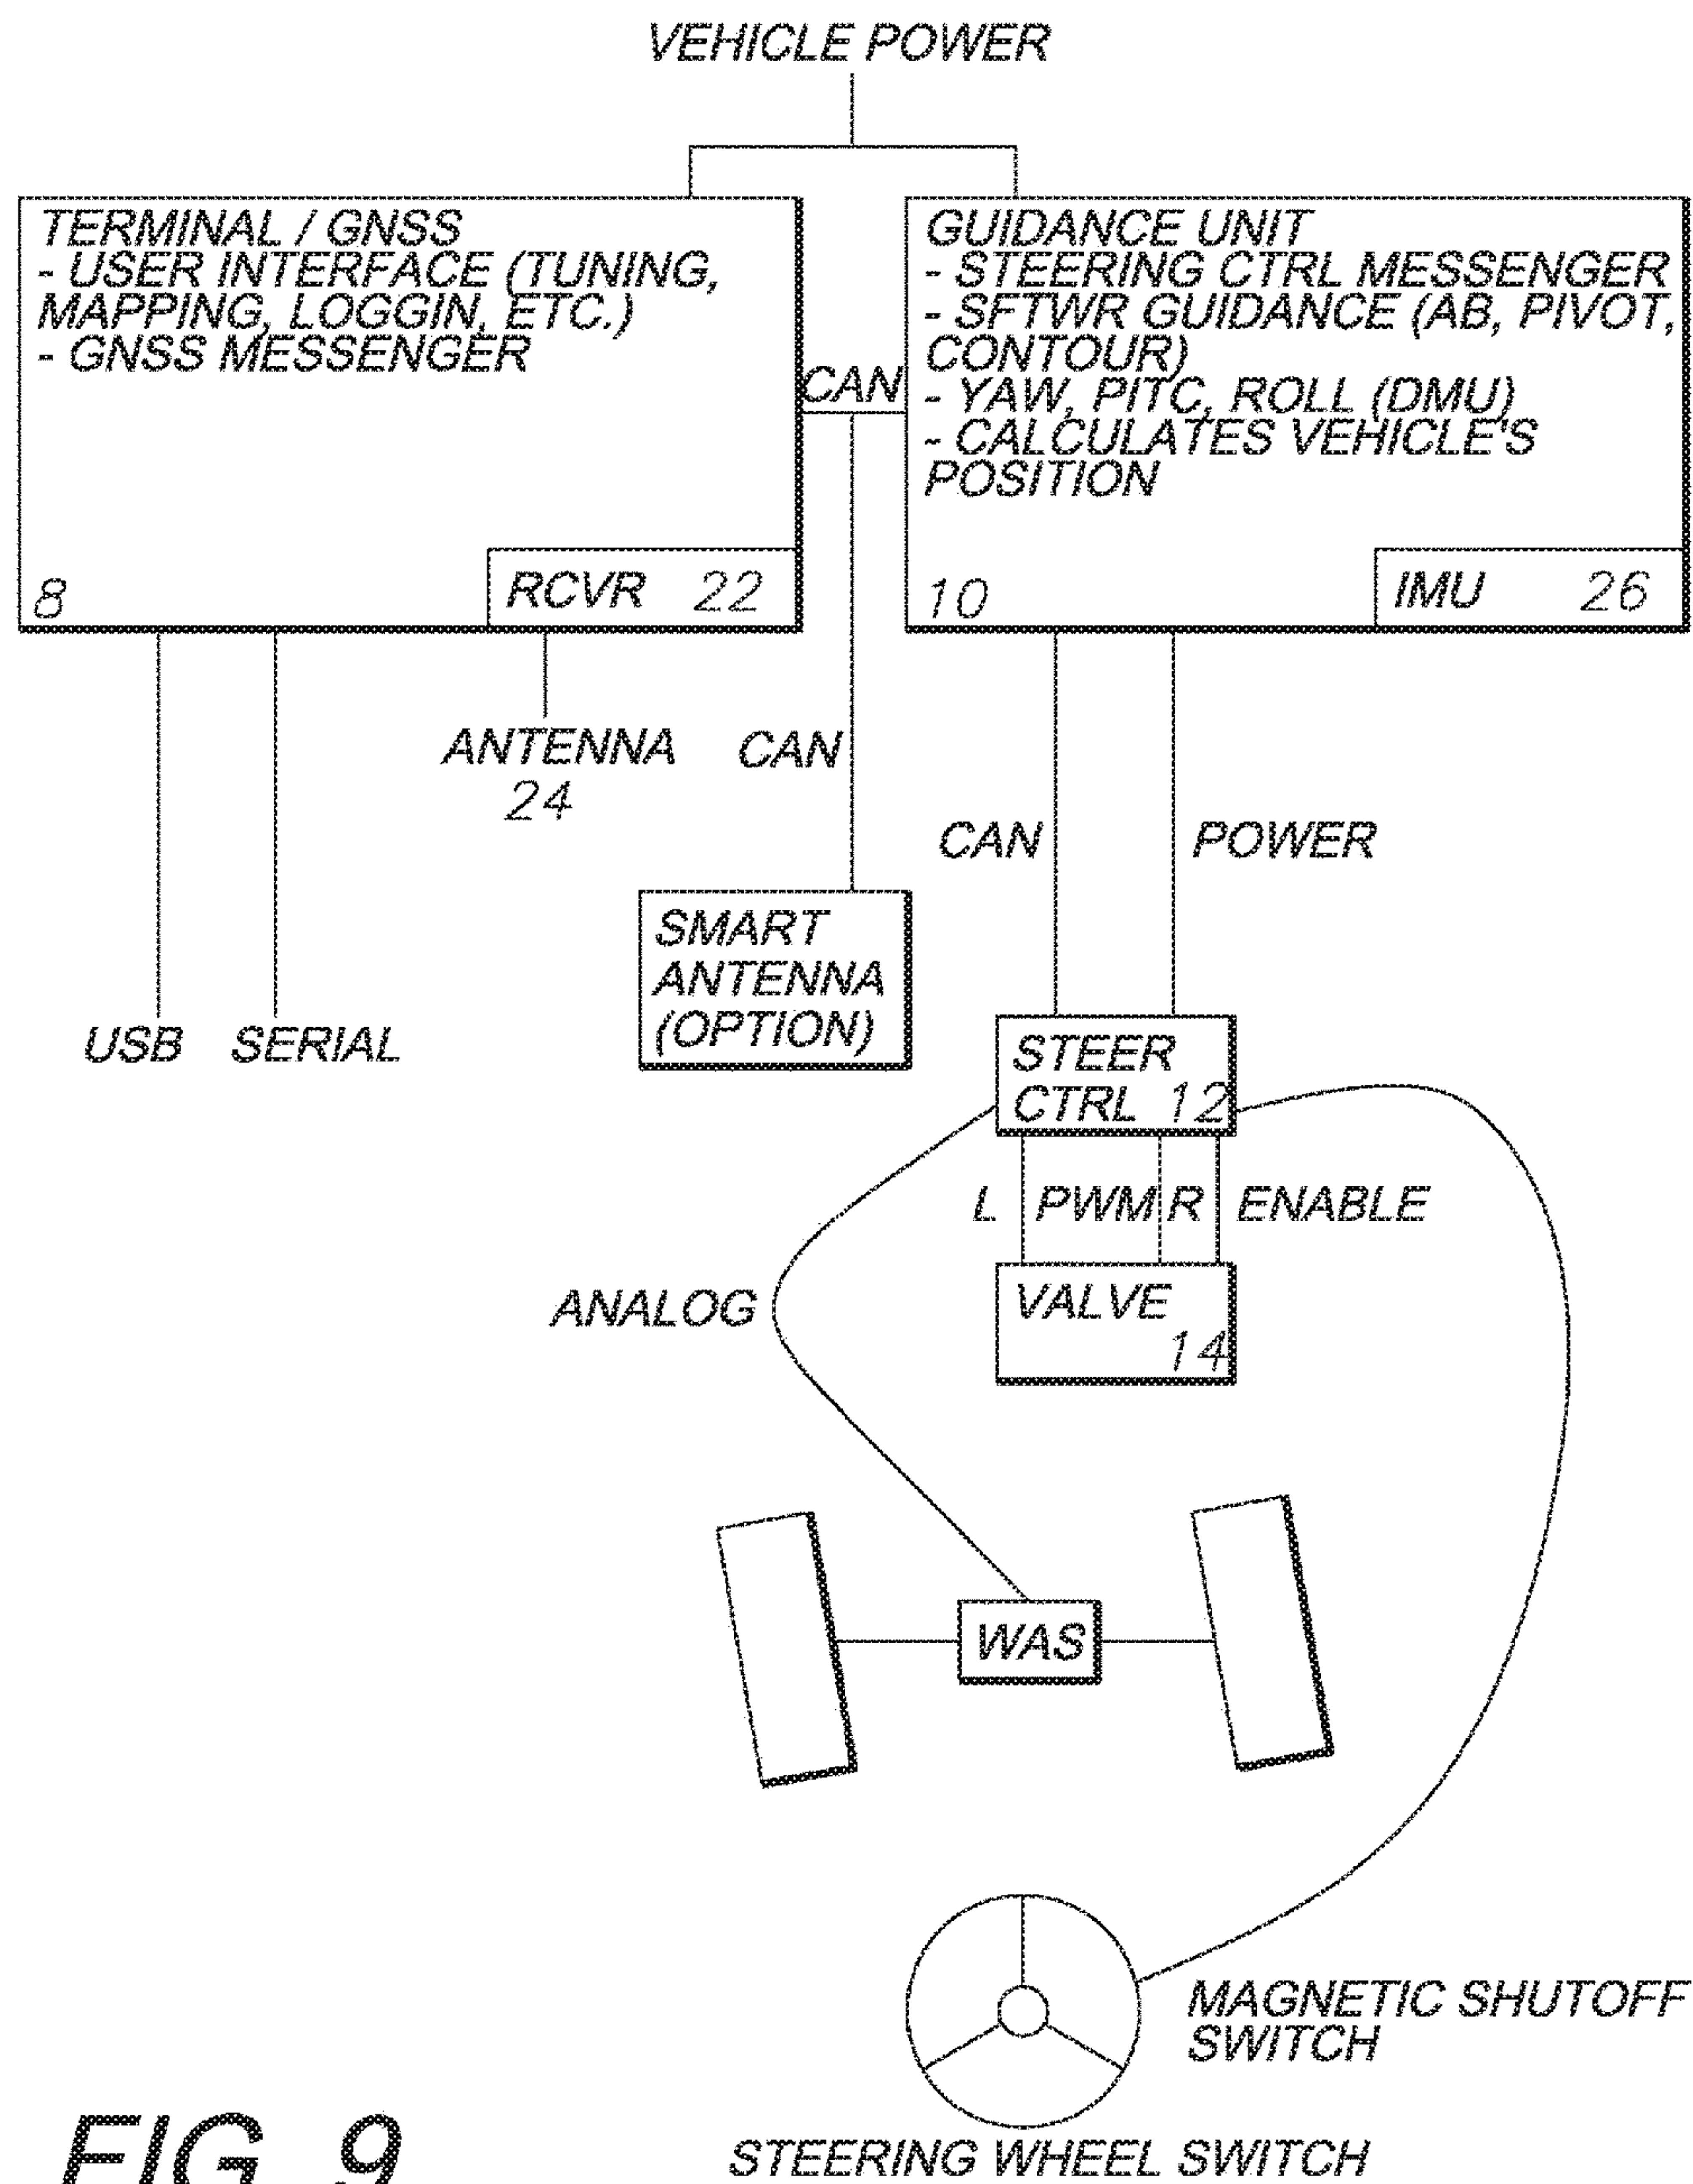 VEHICLE POWER
TERMINAL / GNSS
- USER INTERFACE (TUNING,
MAPPING, LOGGIN, ETC.)
- GNSS MESSENGER
8
RCVR 22
CAN
GUIDANCE UNIT
- STEERING CTRL MESSENGER
- SFTWR GUIDANCE (AB, PIVOT,
CONTOUR)
- YAW, PITC, ROLL (DMU)
- CALCULATES VEHICLE'S
POSITION
10
IMU 26
ANTENNA
24
CAN
CAN
POWER
SMART
ANTENNA
(OPTION)
USB
SERIAL
STEER
CTRL 12
L
PWM
R
ENABLE
VALVE
14
ANALOG
WAS
MAGNETIC SHUTOFF
SWITCH
STEERING WHEEL SWITCH
FIG. 9